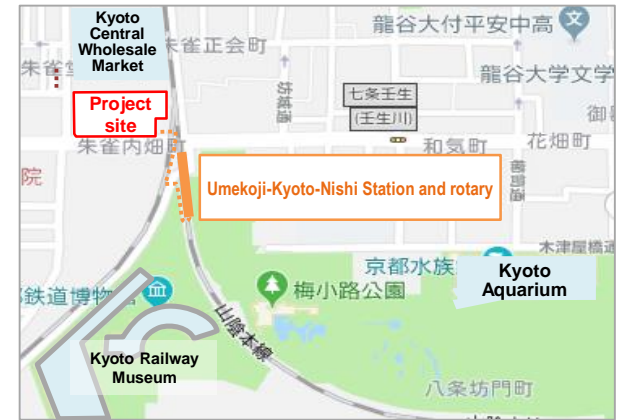 Kyoto
Central
Wholesale
Market
龍谷大付平安中高
文
朱雀正会町
朱雀
龍谷大学文学
七条壬生
(壬生川)
坊城通
Project
site
御
朱雀内畑町
和気町
花畑町
院
Umekoji-Kyoto-Nishi Station and rotary
木津屋橋通
京都水族
Kyoto
Aquarium
都鉄道博物
梅小路公園
山陰本線
Kyoto Railway
Museum
八条坊門町